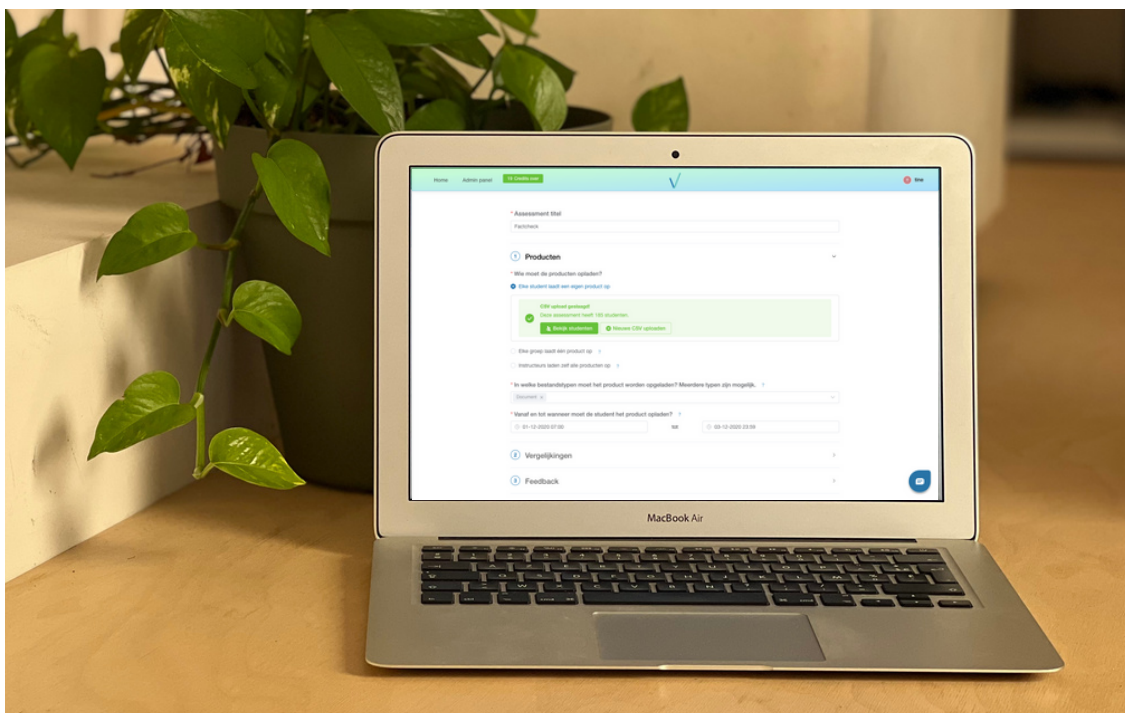 Home Admin panel 18 Credits over tine
* Assessment titel
Factcheck
1 Producten
* Wie moet de producten opladen?
Elke student laadt een eigen product op
CSV upload geslaagd!
Deze assessment heeft 193 studenten.
Bekijk studenten Nieuwe CSV uploaden
Elke groep laadt één product op
Instructeurs laden zelf alle producten op
* In welke bestandstypen moet het product worden opgeladen? Meerdere typen zijn mogelijk.
Document ×
* Vanaf en tot wanneer moet de student het product opladen?
01-12-2020 07:00 tot 03-12-2020 23:59
2 Vergelijkingen
3 Feedback
MacBook Air